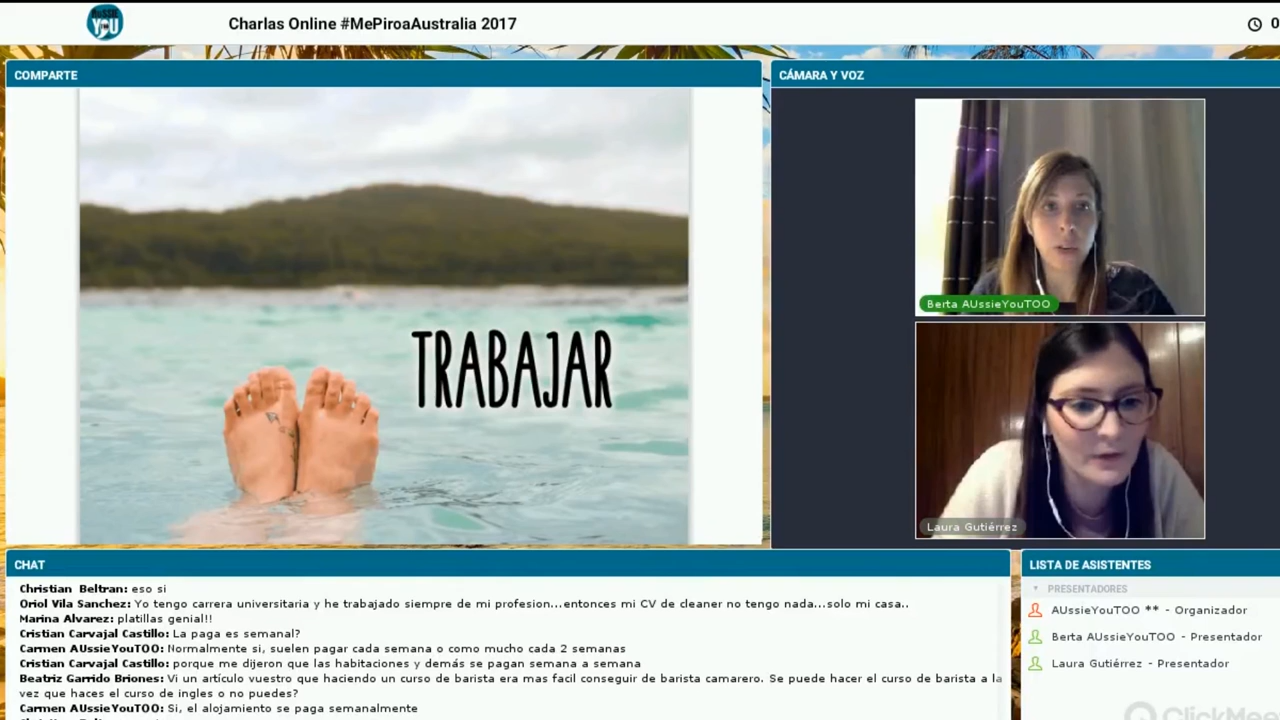 AUSSIE
YOU
Charlas Online #MePiroaAustralia 2017
0
COMPARTE
CÁMARA Y VOZ
TRABAJAR
Berta AUssieYouTOO
Laura Gutiérrez
CHAT
Christian Beltran: eso si
Oriol Vila Sanchez: Yo tengo carrera universitaria y he trabajado siempre de mi profesion...entonces mi CV de cleaner no tengo nada...solo mi casa..
Marina Alvarez: platillas genial!!
Cristian Carvajal Castillo: La paga es semanal?
Carmen AUssieYouTOO: Normalmente si, suelen pagar cada semana o como mucho cada 2 semanas
Cristian Carvajal Castillo: porque me dijeron que las habitaciones y demás se pagan semana a semana
Beatriz Garrido Briones: Vi un artículo vuestro que haciendo un curso de barista era mas facil conseguir de barista camarero. Se puede hacer el curso de barista a la
vez que haces el curso de ingles o no puedes?
Carmen AUssieYouTOO: Si, el alojamiento se paga semanalmente
LISTA DE ASISTENTES
PRESENTADORES
AUssieYouTOO ** - Organizador
Berta AUssieYouTOO - Presentador
Laura Gutiérrez - Presentador
ClickMee